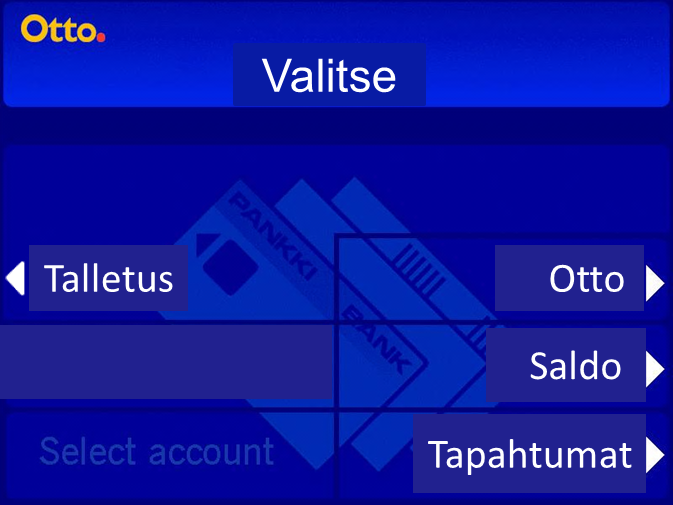 Otto.
Valitse
PANKKI
BANK
Talletus
Otto
Saldo
Select account
Tapahtumat